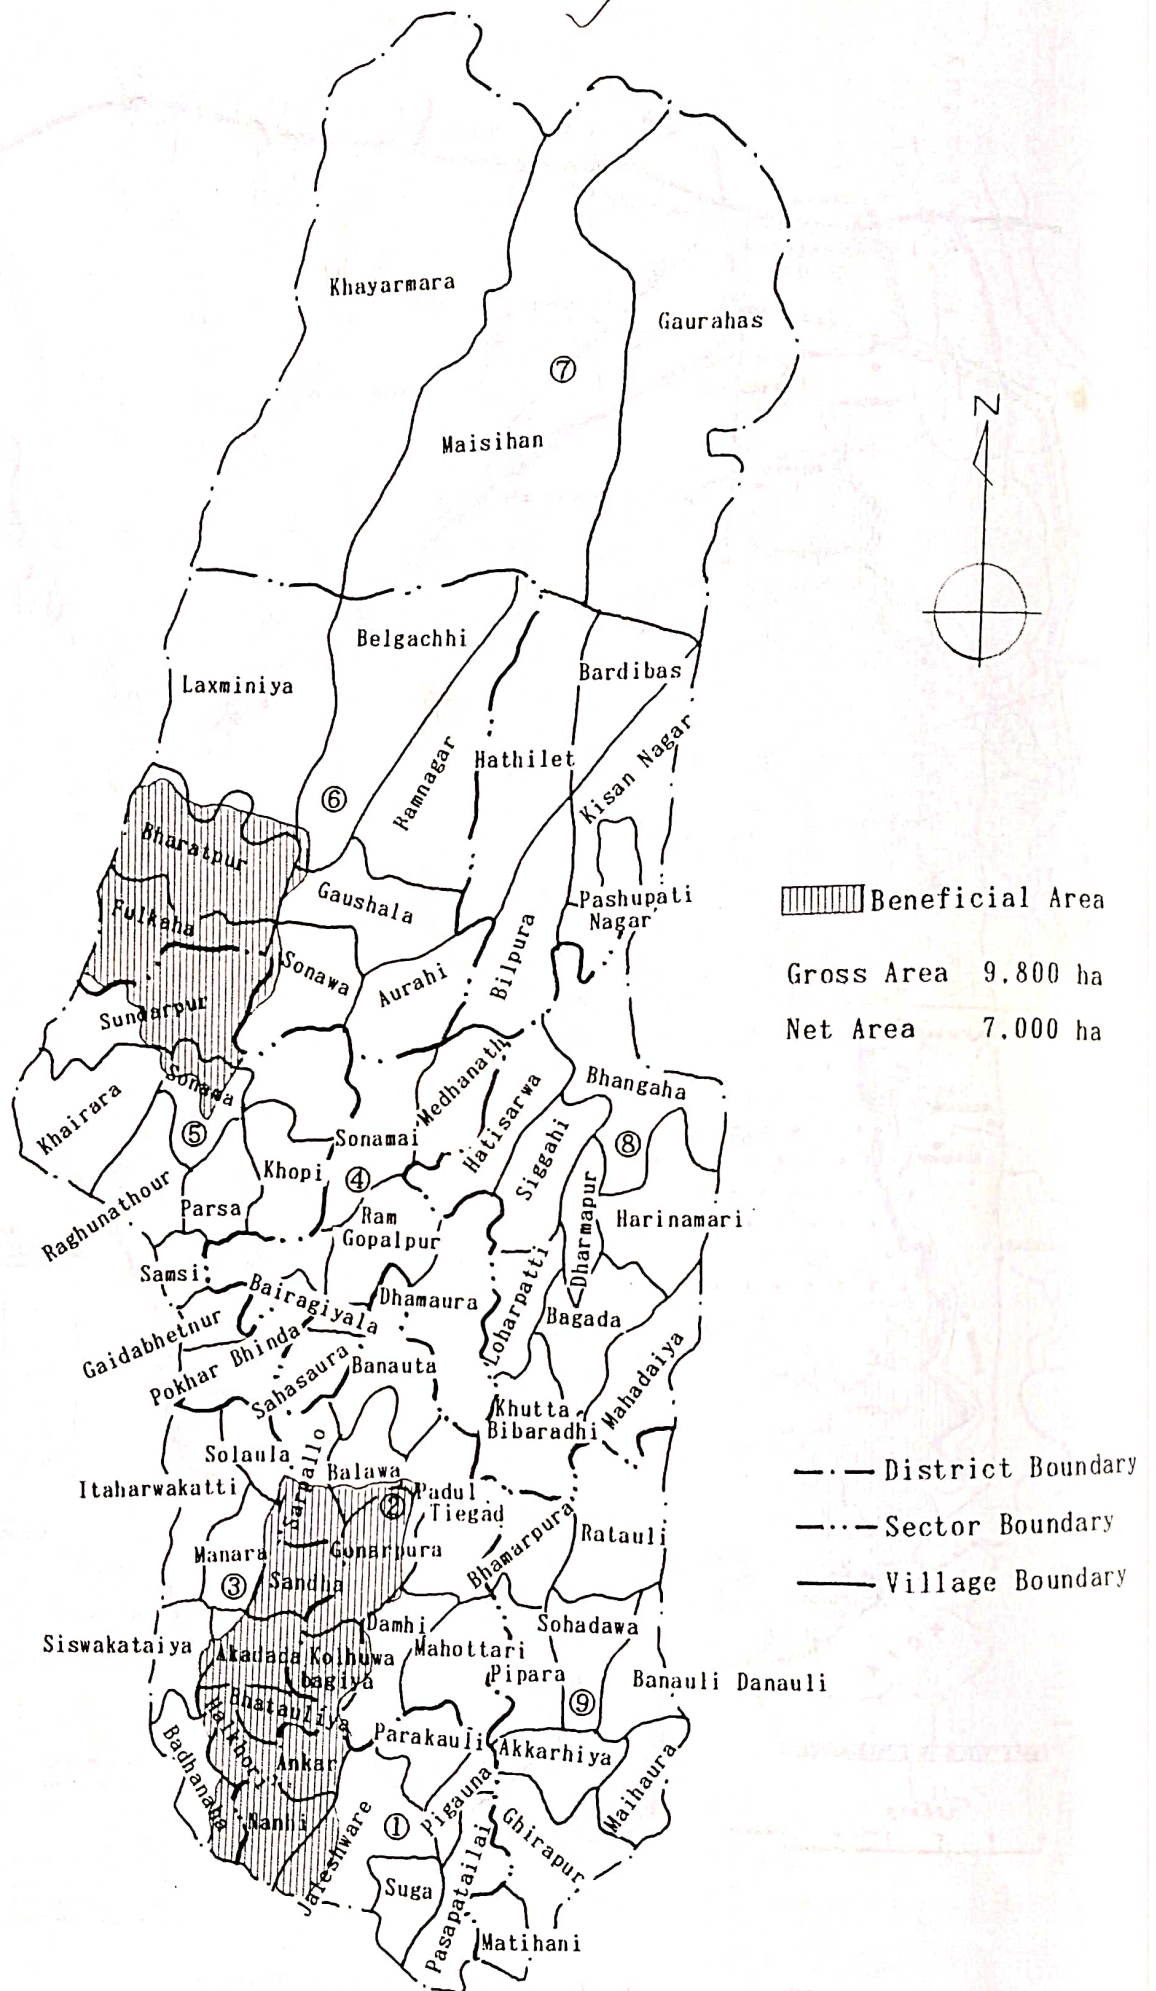 Khayarmara
Gaurahas
⑦
Maisihan
N
Belgachhi
Bardibas
Laxminiya
Hathilet
Kisan Nagar
Ramnagar
⑥
Bharatpur
Gaushala
Pashupati
Nagar
Beneficial Area
Fulkaha
Sonawa
Aurahi
Bilpura
Gross Area 9.800 ha
Sundarpur
Net Area 7.000 ha
Medhanath
Bhangaha
Khairara
Sonama
Hatisarwa
⑤
Sonamai
Siggahi
⑧
Khopi
④
Raghunathour
Parsa
Ram
Gopalpur
Dharmapur
Harinamari
Samsi
Bairagiyala
Dhamaura
Loharpatti
Bagada
Gaidabhetnur
Pokhar Bhinda
Sahasaura
Banauta
Mahadaiya
Khutta
Bibaradhi
Solaula
Sarpallo
Balawa
Itaharwakatti
②
Padul
Tiegad
District Boundary
Manara
Gonarpura
Bhamarpura
Ratauli
Sector Boundary
③
Sandha
Village Boundary
Damhi
Sohadawa
Siswakataiya
Akadada
Kolhuwa
bagiya
Mahottari
Pipara
Banauli Danauli
Bhatauliya
⑨
Halkhori
Parakauli
Akkarhiya
Badhanaha
Ankar
Maihaura
Nanhi
Jaleshware
①
Pigauna
Ghirapur
Suga
Pasapatailai
Matihani